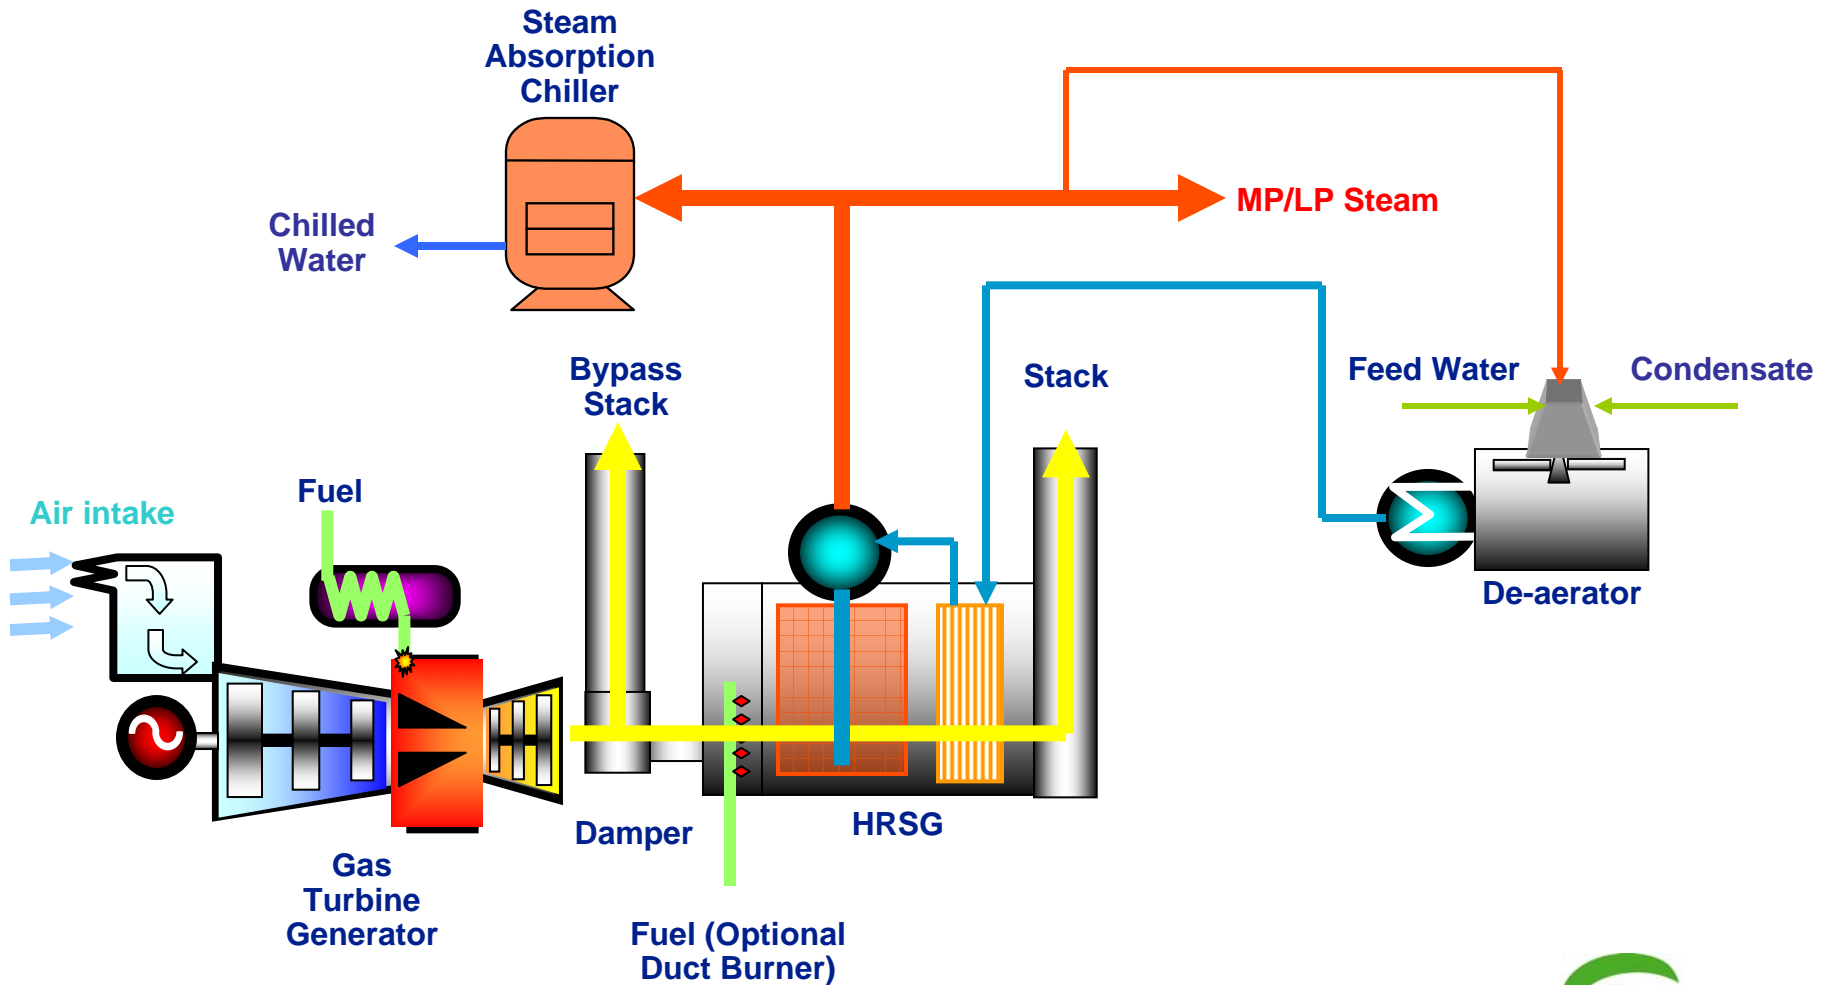 Steam
Absorption
Chiller
MP/LP Steam
Chilled
Water
Bypass
Stack
Stack
Feed Water
Condensate
Fuel
Air intake
De-aerator
Damper
HRSG
Gas
Turbine
Generator
Fuel (Optional
Duct Burner)